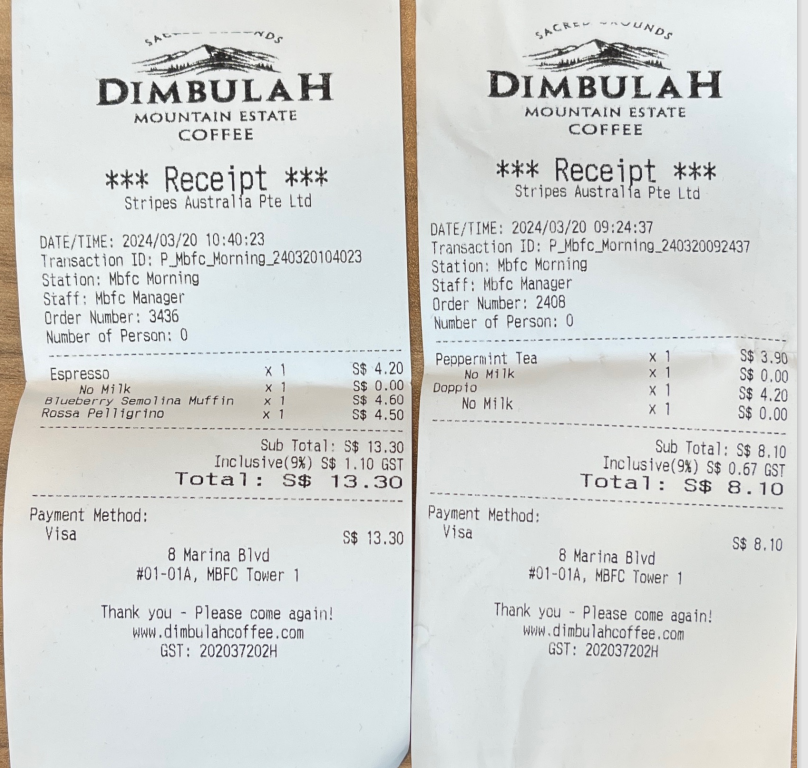 DIMBULAH
MOUNTAIN ESTATE
COFFEE
*** Receipt ***
Stripes Australia Pte Ltd
DATE/TIME: 2024/03/20 10:40:23
Transaction ID: P_Mbfc_Morning_240320104023
Station: Mbfc Morning
Staff: Mbfc Manager
Order Number: 3436
Number of Person: 0
Espresso x 1 S$ 4.20
No Milk x 1 S$ 0.00
Blueberry Semolina Muffin x 1 S$ 4.60
Rossa Pelligrino x 1 S$ 4.50
Sub Total: S$ 13.30
Inclusive(9%) S$ 1.10 GST
Total: S$ 13.30
Payment Method:
Visa S$ 13.30
8 Marina Blvd
#01-01A, MBFC Tower 1
Thank you - Please come again!
www.dimbulahcoffee.com
GST: 202037202H
SACRED GROUNDS
DIMBULAH
MOUNTAIN ESTATE
COFFEE
*** Receipt ***
Stripes Australia Pte Ltd
DATE/TIME: 2024/03/20 09:24:37
Transaction ID: P_Mbfc_Morning_240320092437
Station: Mbfc Morning
Staff: Mbfc Manager
Order Number: 2408
Number of Person: 0
Peppermint Tea x 1 S$ 3.90
No Milk x 1 S$ 0.00
Doppio x 1 S$ 4.20
No Milk x 1 S$ 0.00
Sub Total: S$ 8.10
Inclusive(9%) S$ 0.67 GST
Total: S$ 8.10
Payment Method:
Visa S$ 8.10
8 Marina Blvd
#01-01A, MBFC Tower 1
Thank you - Please come again!
www.dimbulahcoffee.com
GST: 202037202H